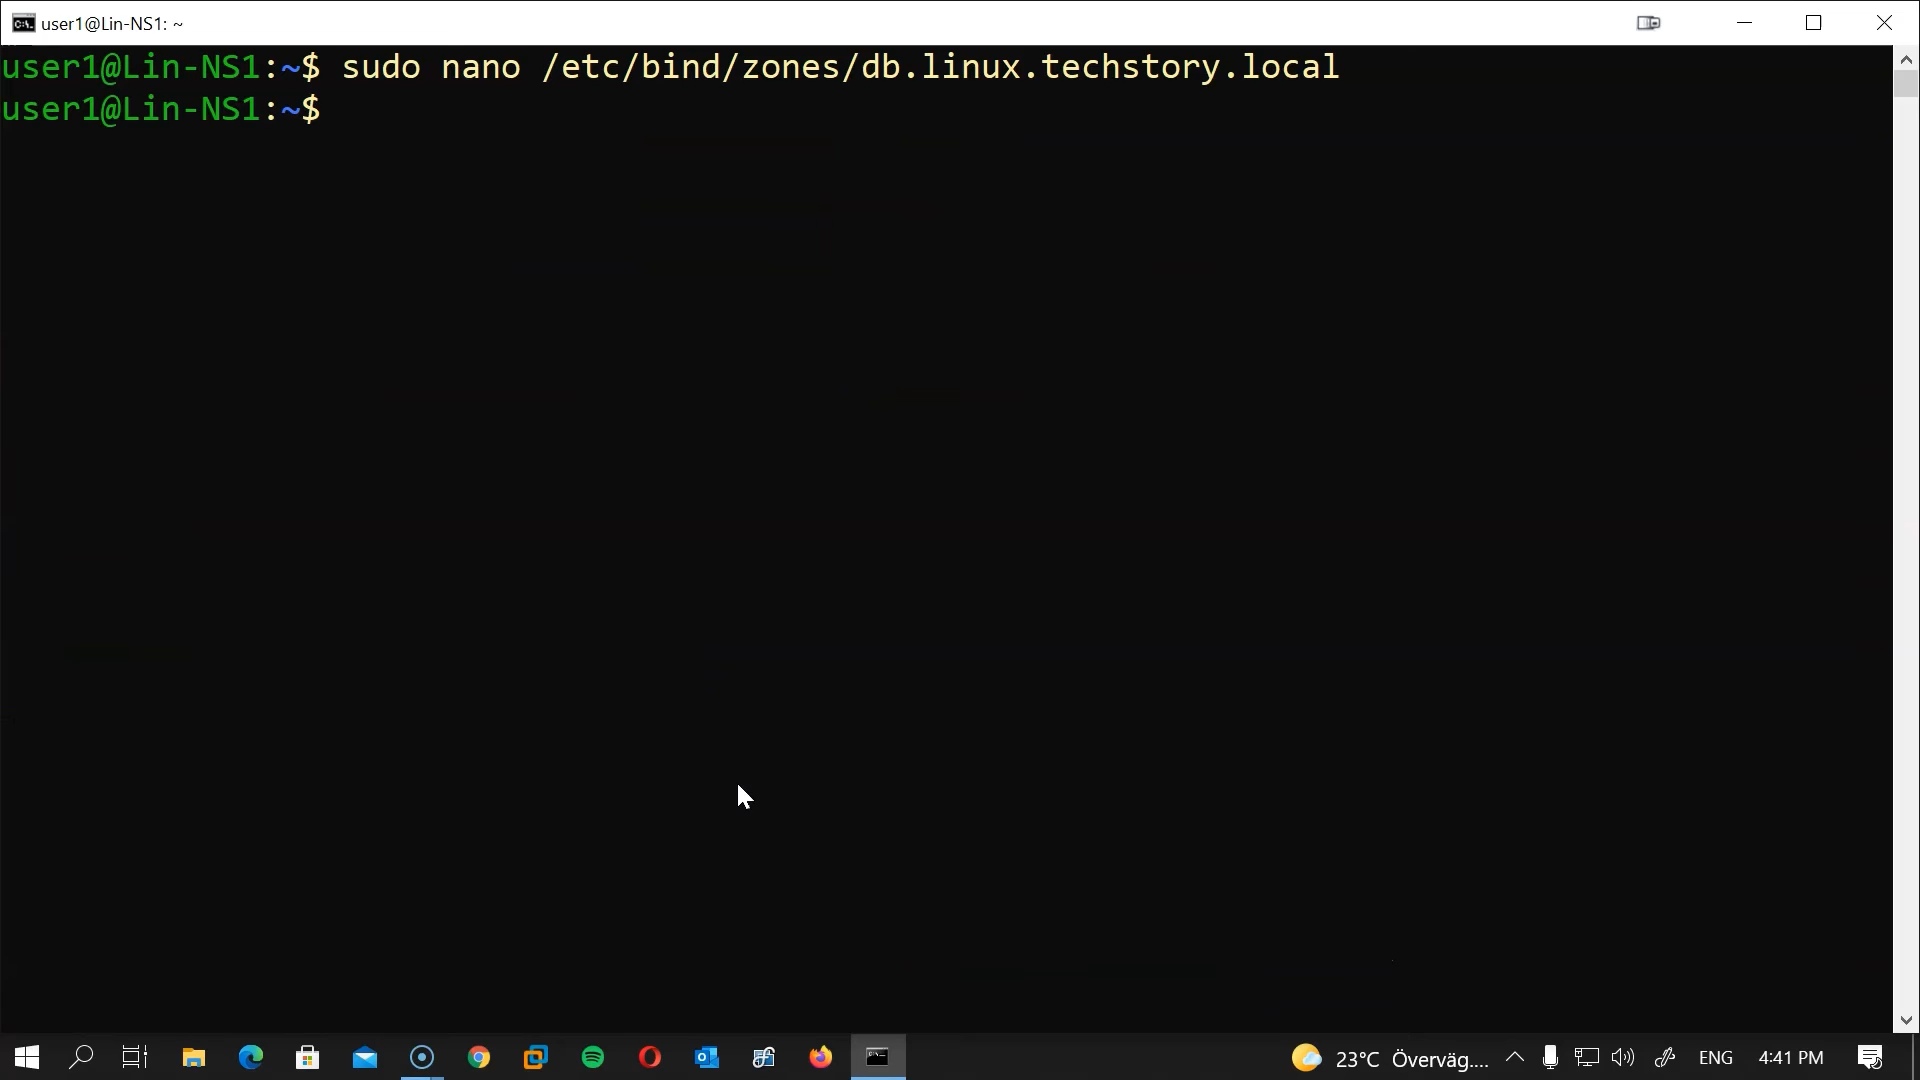 user1@Lin-NS1: ~
user1@Lin-NS1:~$ sudo nano /etc/bind/zones/db.linux.techstory.local
user1@Lin-NS1:~$
23°C Överväg.... ENG 4:41 PM